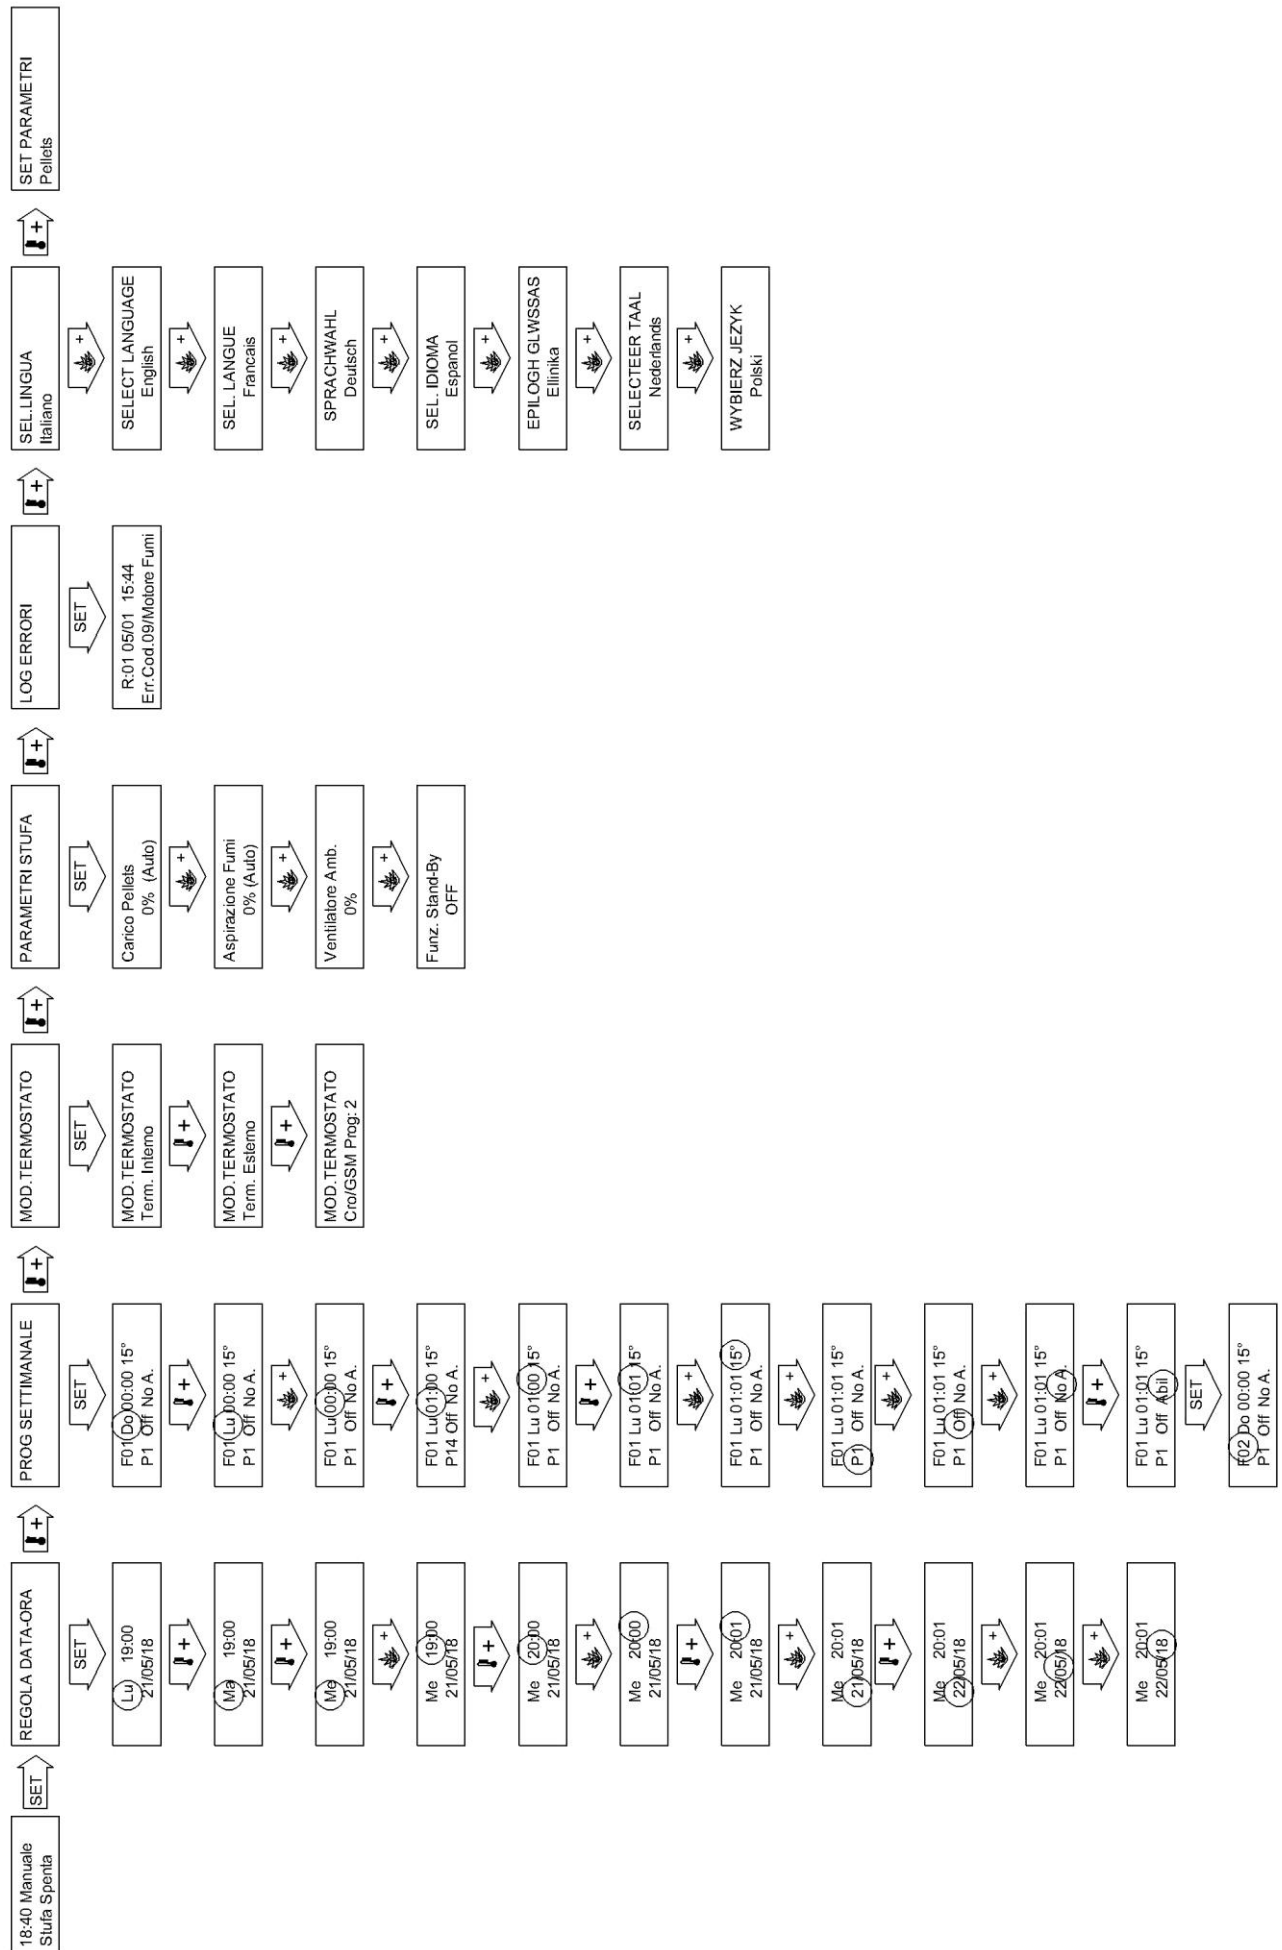 18:40 Manuale
Stufa Spenta
SET
REGOLA DATA-ORA
SET
Lu 19:00
21/05/18
+
Ma 19:00
21/05/18
+
Me 19:00
21/05/18
+
Me 19:00
21/05/18
+
Me 20:00
21/05/18
+
Me 20:00
21/05/18
+
Me 20:01
21/05/18
+
Me 20:01
21/05/18
+
Me 20:01
22/05/18
+
Me 20:01
22/05/18
+
Me 20:01
22/05/18
+
PROG SETTIMANALE
SET
F01 Do 00:00 15°
P1 Off No A.
+
F01 Lu 00:00 15°
P1 Off No A.
+
F01 Lu 00:00 15°
P1 Off No A.
+
F01 Lu 01:00 15°
P14 Off No A.
+
F01 Lu 01:00 15°
P1 Off No A.
+
F01 Lu 01:01 15°
P1 Off No A.
+
F01 Lu 01:01 15°
P1 Off No A.
+
F01 Lu 01:01 15°
P1 Off No A.
+
F01 Lu 01:01 15°
P1 Off No A.
+
F01 Lu 01:01 15°
P1 Off No A.
+
F01 Lu 01:01 15°
P1 Off Abil
SET
F02 Do 00:00 15°
P1 Off No A.
+
MOD.TERMOSTATO
SET
MOD.TERMOSTATO
Term. Interno
+
MOD.TERMOSTATO
Term. Esterno
+
MOD.TERMOSTATO
Cro/GSM Prog: 2
+
PARAMETRI STUFA
SET
Carico Pellets
0% (Auto)
+
Aspirazione Fumi
0% (Auto)
+
Ventilatore Amb.
0%
+
Funz. Stand-By
OFF
+
LOG ERRORI
SET
R:01 05/01 15:44
Err.Cod.09/Motore Fumi
+
SEL.LINGUA
Italiano
+
SELECT LANGUAGE
English
+
SEL. LANGUE
Francais
+
SPRACHWAHL
Deutsch
+
SEL. IDIOMA
Espanol
+
EPILOGH GLWSSAS
Ellinika
+
SELECTEER TAAL
Nederlands
+
WYBIERZ JEZYK
Polski
+
SET PARAMETRI
Pellets